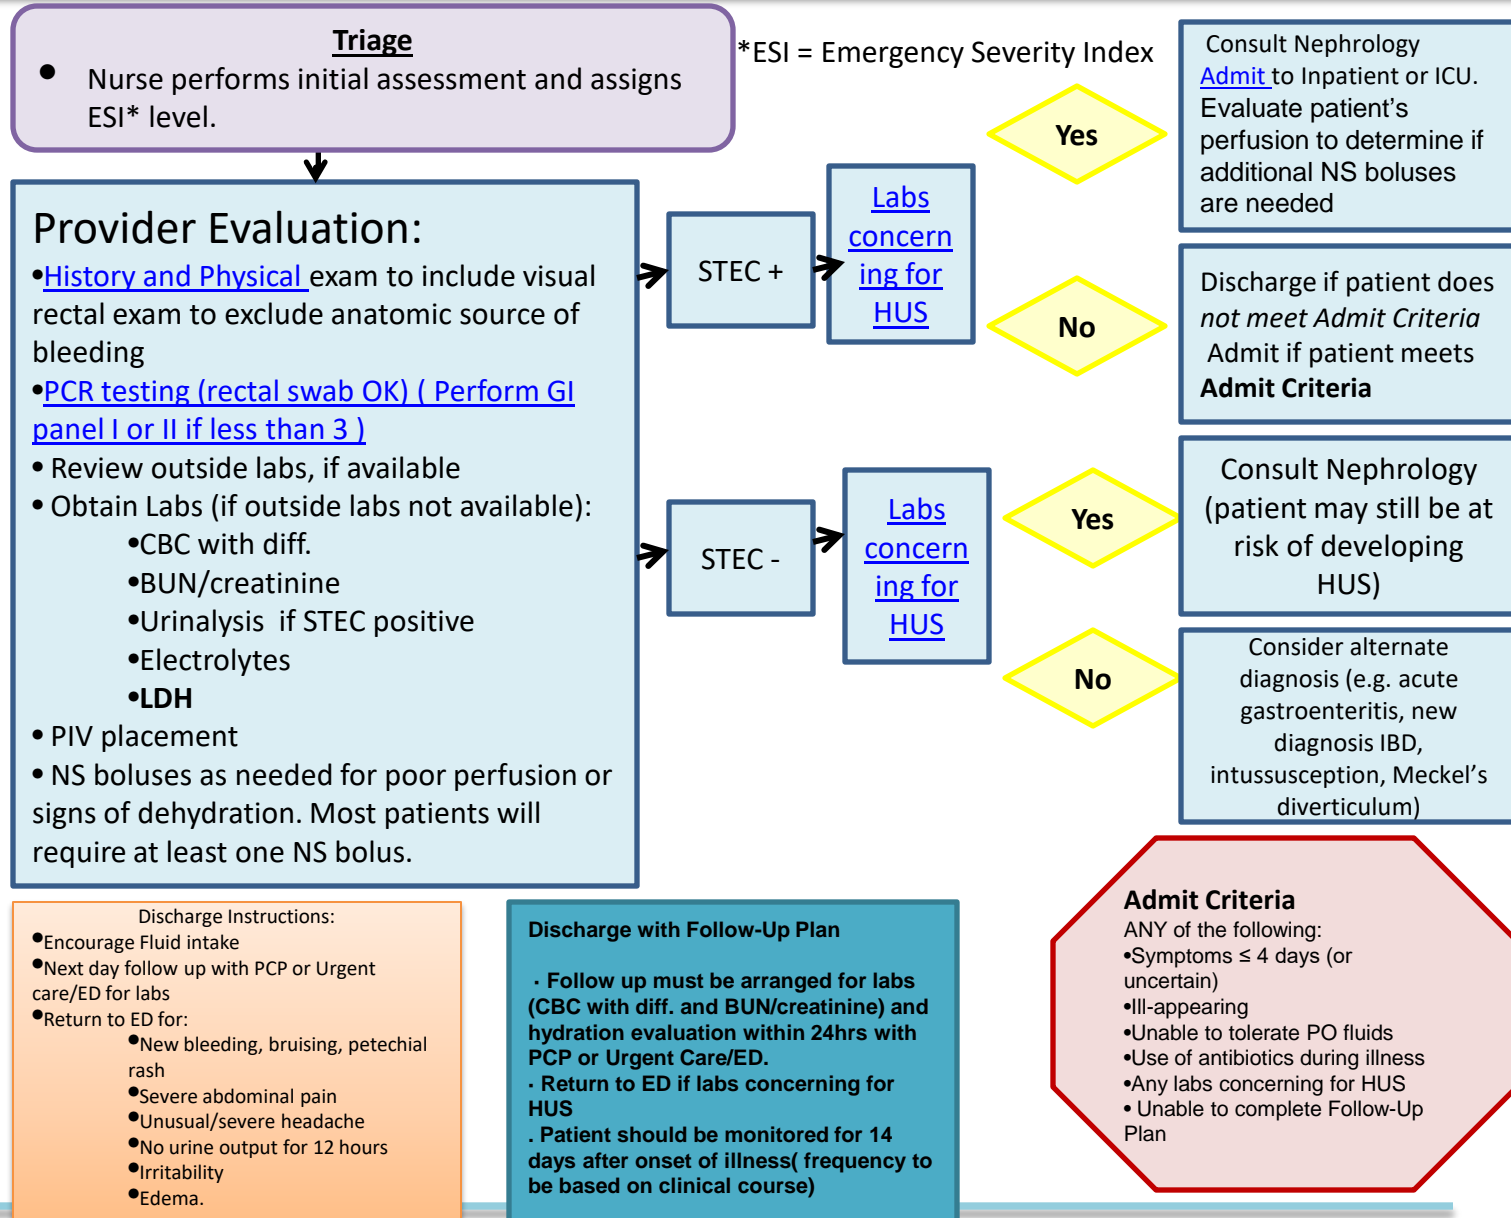 Triage
● Nurse performs initial assessment and assigns
ESI* level.
*ESI = Emergency Severity Index
Provider Evaluation:
•History and Physical exam to include visual
rectal exam to exclude anatomic source of
bleeding
•PCR testing (rectal swab OK) ( Perform GI
panel I or II if less than 3 )
• Review outside labs, if available
• Obtain Labs (if outside labs not available):
•CBC with diff.
•BUN/creatinine
•Urinalysis if STEC positive
•Electrolytes
•LDH
• PIV placement
• NS boluses as needed for poor perfusion or
signs of dehydration. Most patients will
require at least one NS bolus.
STEC +
Labs
concern
ing for
HUS
Yes
Consult Nephrology
Admit to Inpatient or ICU.
Evaluate patient's
perfusion to determine if
additional NS boluses
are needed
No
Discharge if patient does
not meet Admit Criteria
Admit if patient meets
Admit Criteria
STEC -
Labs
concern
ing for
HUS
Yes
Consult Nephrology
(patient may still be at
risk of developing
HUS)
No
Consider alternate
diagnosis (e.g. acute
gastroenteritis, new
diagnosis IBD,
intussusception, Meckel's
diverticulum)
Discharge Instructions:
●Encourage Fluid intake
●Next day follow up with PCP or Urgent
care/ED for labs
●Return to ED for:
●New bleeding, bruising, petechial
rash
●Severe abdominal pain
●Unusual/severe headache
●No urine output for 12 hours
●Irritability
●Edema.
Discharge with Follow-Up Plan
· Follow up must be arranged for labs
(CBC with diff. and BUN/creatinine) and
hydration evaluation within 24hrs with
PCP or Urgent Care/ED.
· Return to ED if labs concerning for
HUS
. Patient should be monitored for 14
days after onset of illness( frequency to
be based on clinical course)
Admit Criteria
ANY of the following:
•Symptoms ≤ 4 days (or
uncertain)
•Ill-appearing
•Unable to tolerate PO fluids
•Use of antibiotics during illness
•Any labs concerning for HUS
• Unable to complete Follow-Up
Plan